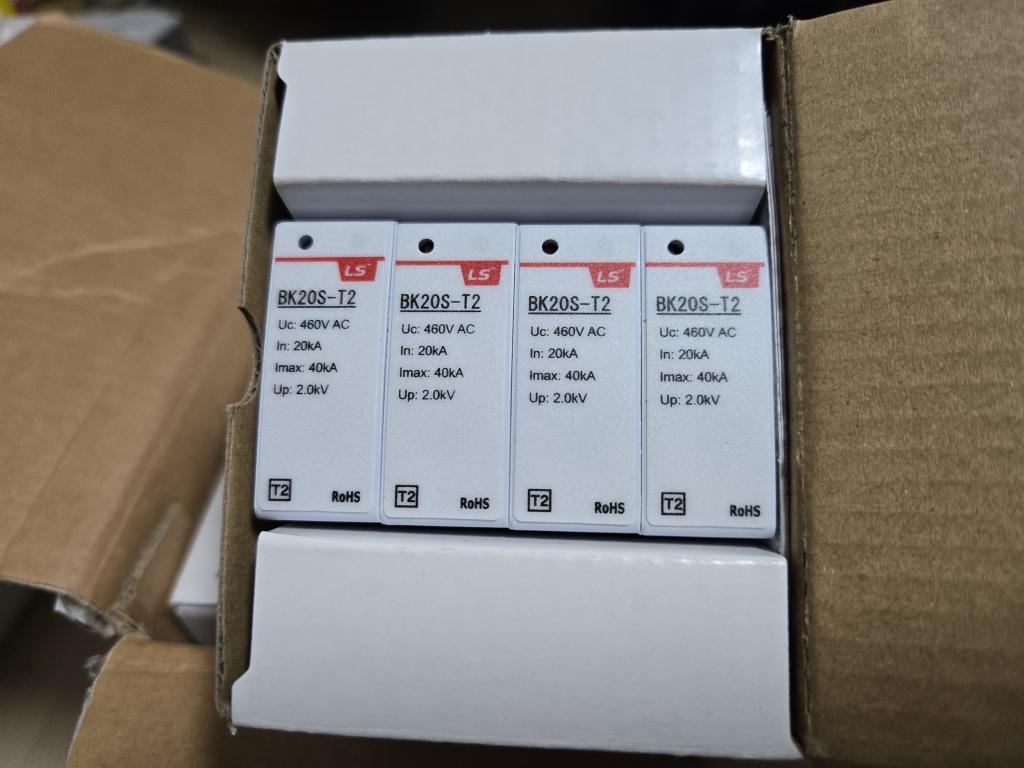 LS
BK20S-T2
Uc: 460V AC
In: 20kA
Imax: 40kA
Up: 2.0kV
T2
RoHS
LS
BK20S-T2
Uc: 460V AC
In: 20kA
Imax: 40kA
Up: 2.0kV
T2
RoHS
LS
BK20S-T2
Uc: 460V AC
In: 20kA
Imax: 40kA
Up: 2.0kV
T2
RoHS
LS
BK20S-T2
Uc: 460V AC
In: 20kA
Imax: 40kA
Up: 2.0kV
T2
RoHS